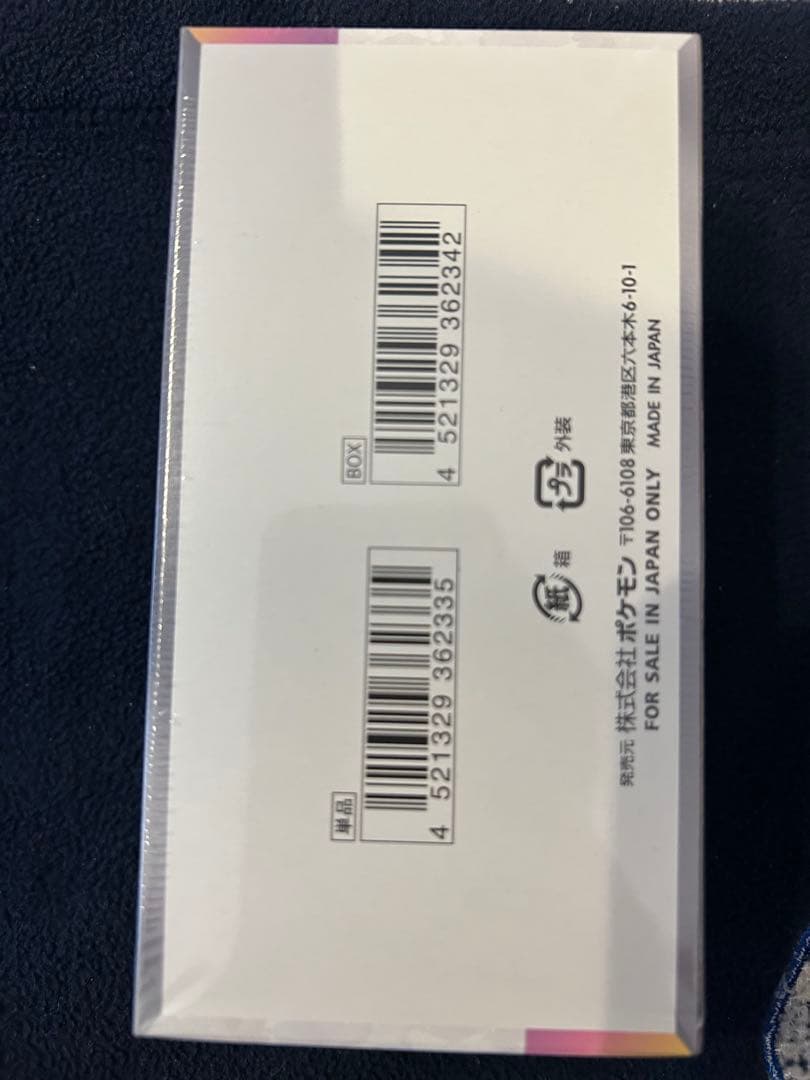 単品
4 521329 362335
BOX
4 521329 362342
紙 箱
プラ 外装
発売元 株式会社 ポケモン 〒106-6108 東京都港区六本木6-10-1
FOR SALE IN JAPAN ONLY MADE IN JAPAN